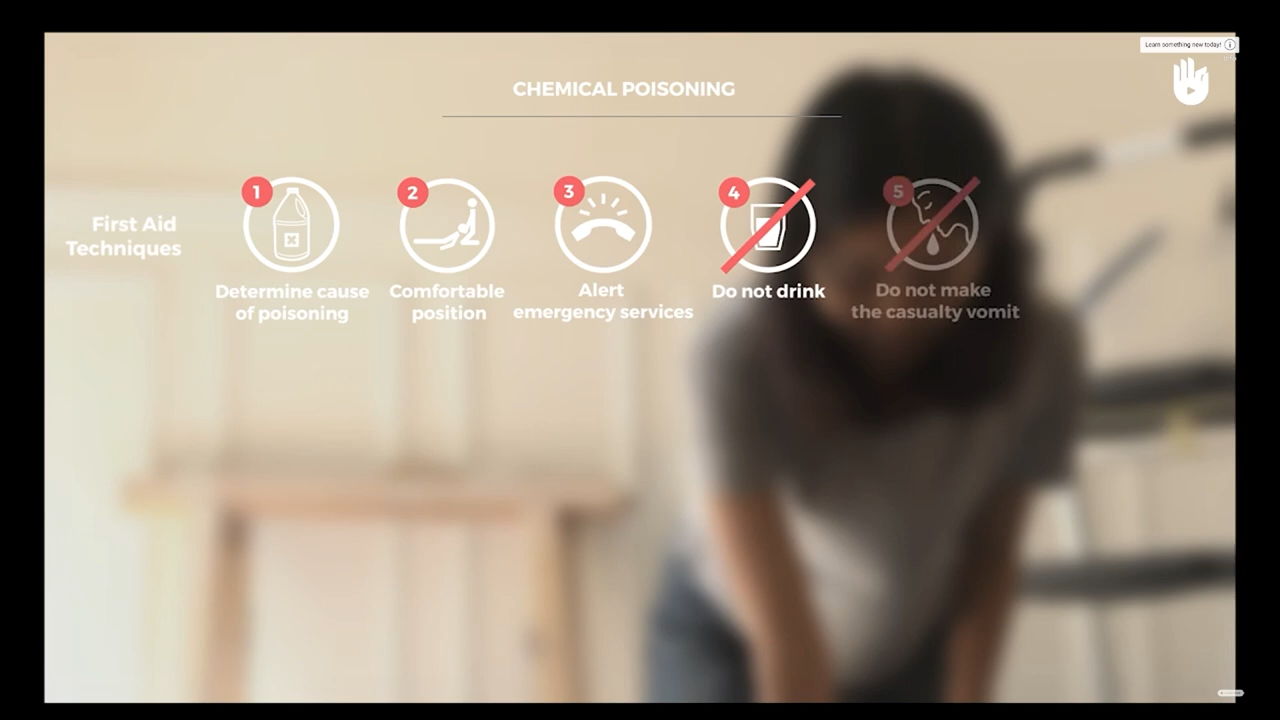 Learn something new today!
CHEMICAL POISONING
First Aid
Techniques
1
2
3
4
5
Determine cause
of poisoning
Comfortable
position
Alert
emergency services
Do not drink
Do not make
the casualty vomit